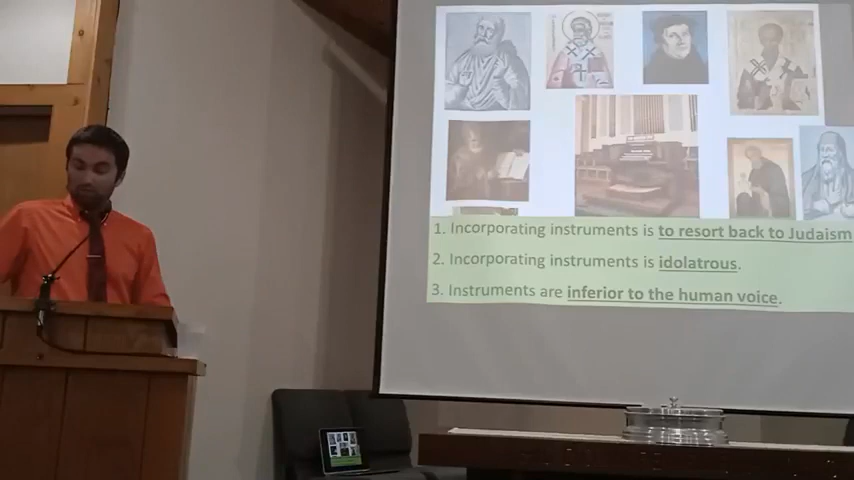 1. Incorporating instruments is to resort back to Judaism
2. Incorporating instruments is idolatrous.
3. Instruments are inferior to the human voice.